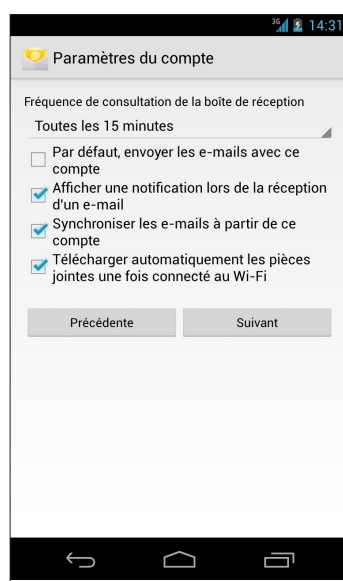 3G 14:31
Paramètres du compte
Fréquence de consultation de la boîte de réception
Toutes les 15 minutes
Par défaut, envoyer les e-mails avec ce
compte
Afficher une notification lors de la réception
d'un e-mail
Synchroniser les e-mails à partir de ce
compte
Télécharger automatiquement les pièces
jointes une fois connecté au Wi-Fi
Précédente Suivant